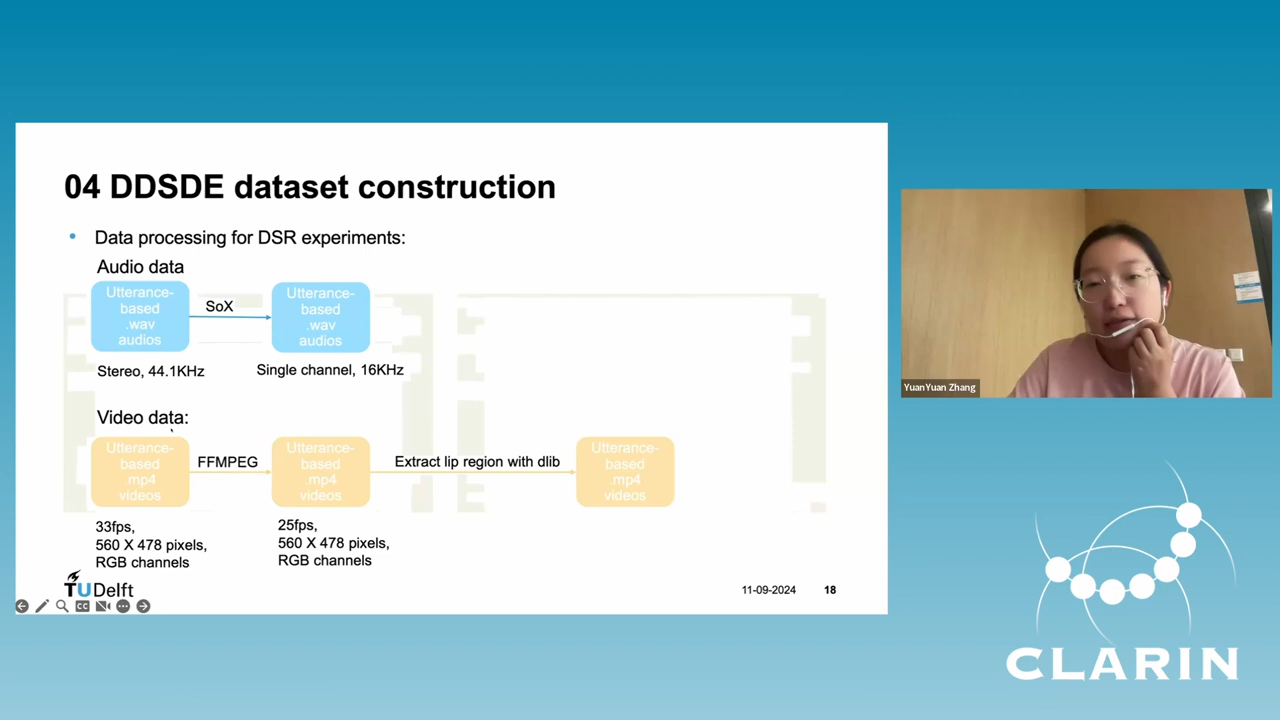 04 DDSDE dataset construction
• Data processing for DSR experiments:
Audio data
Utterance-
based
.wav
audios
SoX
Utterance-
based
.wav
audios
Stereo, 44.1KHz
Single channel, 16KHz
Video data:
Utterance-
based
.mp4
videos
FFMPEG
Utterance-
based
.mp4
videos
Extract lip region with dlib
Utterance-
based
.mp4
videos
33fps,
560 X 478 pixels,
RGB channels
25fps,
560 X 478 pixels,
RGB channels
TUDelft
11-09-2024
18
CC
YuanYuan Zhang
CLARIN